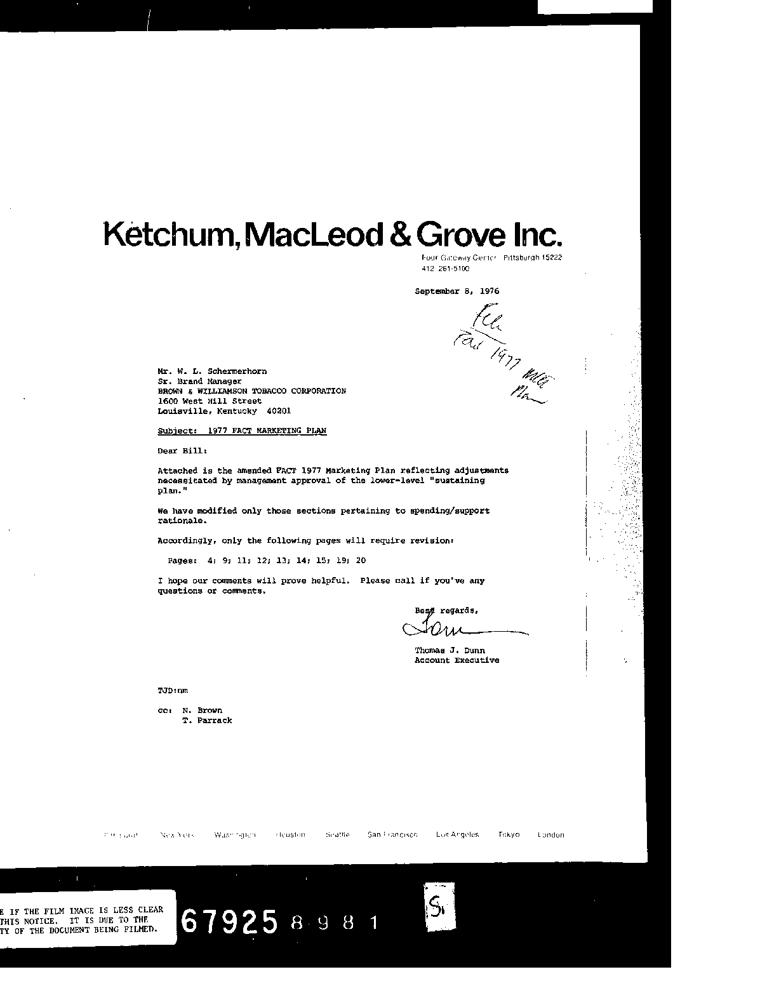 Ketchum, MacLeod & Grove Inc.
Four Gateway Center Pittsburgh 15222
412 261-5100
September 8, 1976
1977
Plan
Mr. W. L. Schermerhorn
Sr. Brand Manager
BROWN & WILLIAMSON TOBACCO CORPORATION
1600 West Hill Street
Louisville, Kentucky 40201
Subject: 1977 FACT MARKETING PLAN
Dear Bill:
Attached is the amended FACT 1977 Marketing Plan reflecting adjustments
necessitated by management approval of the lower-level "sustaining
plan."
We have modified only those sections pertaining to spending/support
rationale.
Accordingly, only the following pages will require revision:
Pages: 4; 9; 11; 12; 13; 14; 15; 19; 20
I hope our comments will prove helpful. Please call if you've any
questions or comments.
Best regards,
Tom
Thomas J. Dunn
Account Executive
TJD:nm
cc: N. Brown
T. Parrack
Pittsburgh New York Washington Houston Seattle San Francisco Los Angeles Tokyo London
E IF THE FILM IMAGE IS LESS CLEAR
THIS NOTICE. IT IS DUE TO THE
TY OF THE DOCUMENT BEING FILMED.
67925 8981